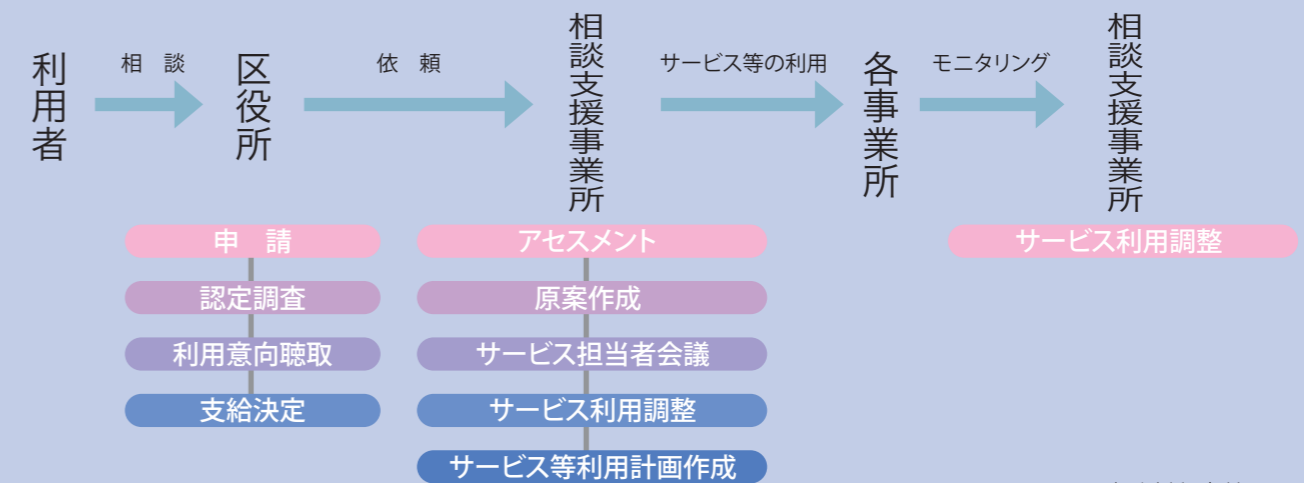 利用者
相　談
区役所
依　頼
相談支援事業所
サービス等の利用
各事業所
モニタリング
相談支援事業所
申　請
認定調査
利用意向聴取
支給決定
アセスメント
原案作成
サービス担当者会議
サービス利用調整
サービス等利用計画作成
サービス利用調整